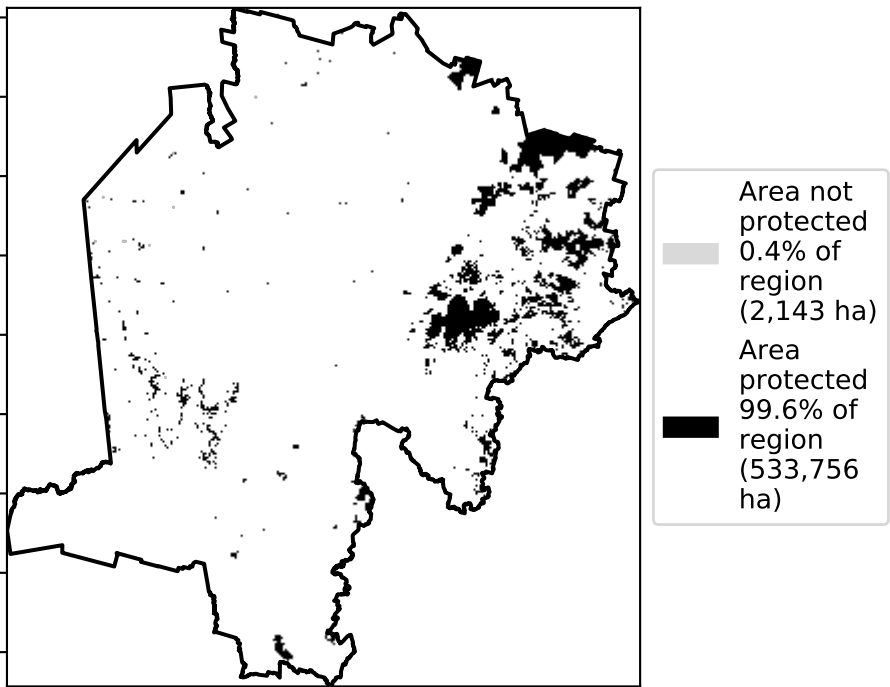 Area not
protected
0.4% of
region
(2,143 ha)
Area
protected
99.6% of
region
(533,756
ha)